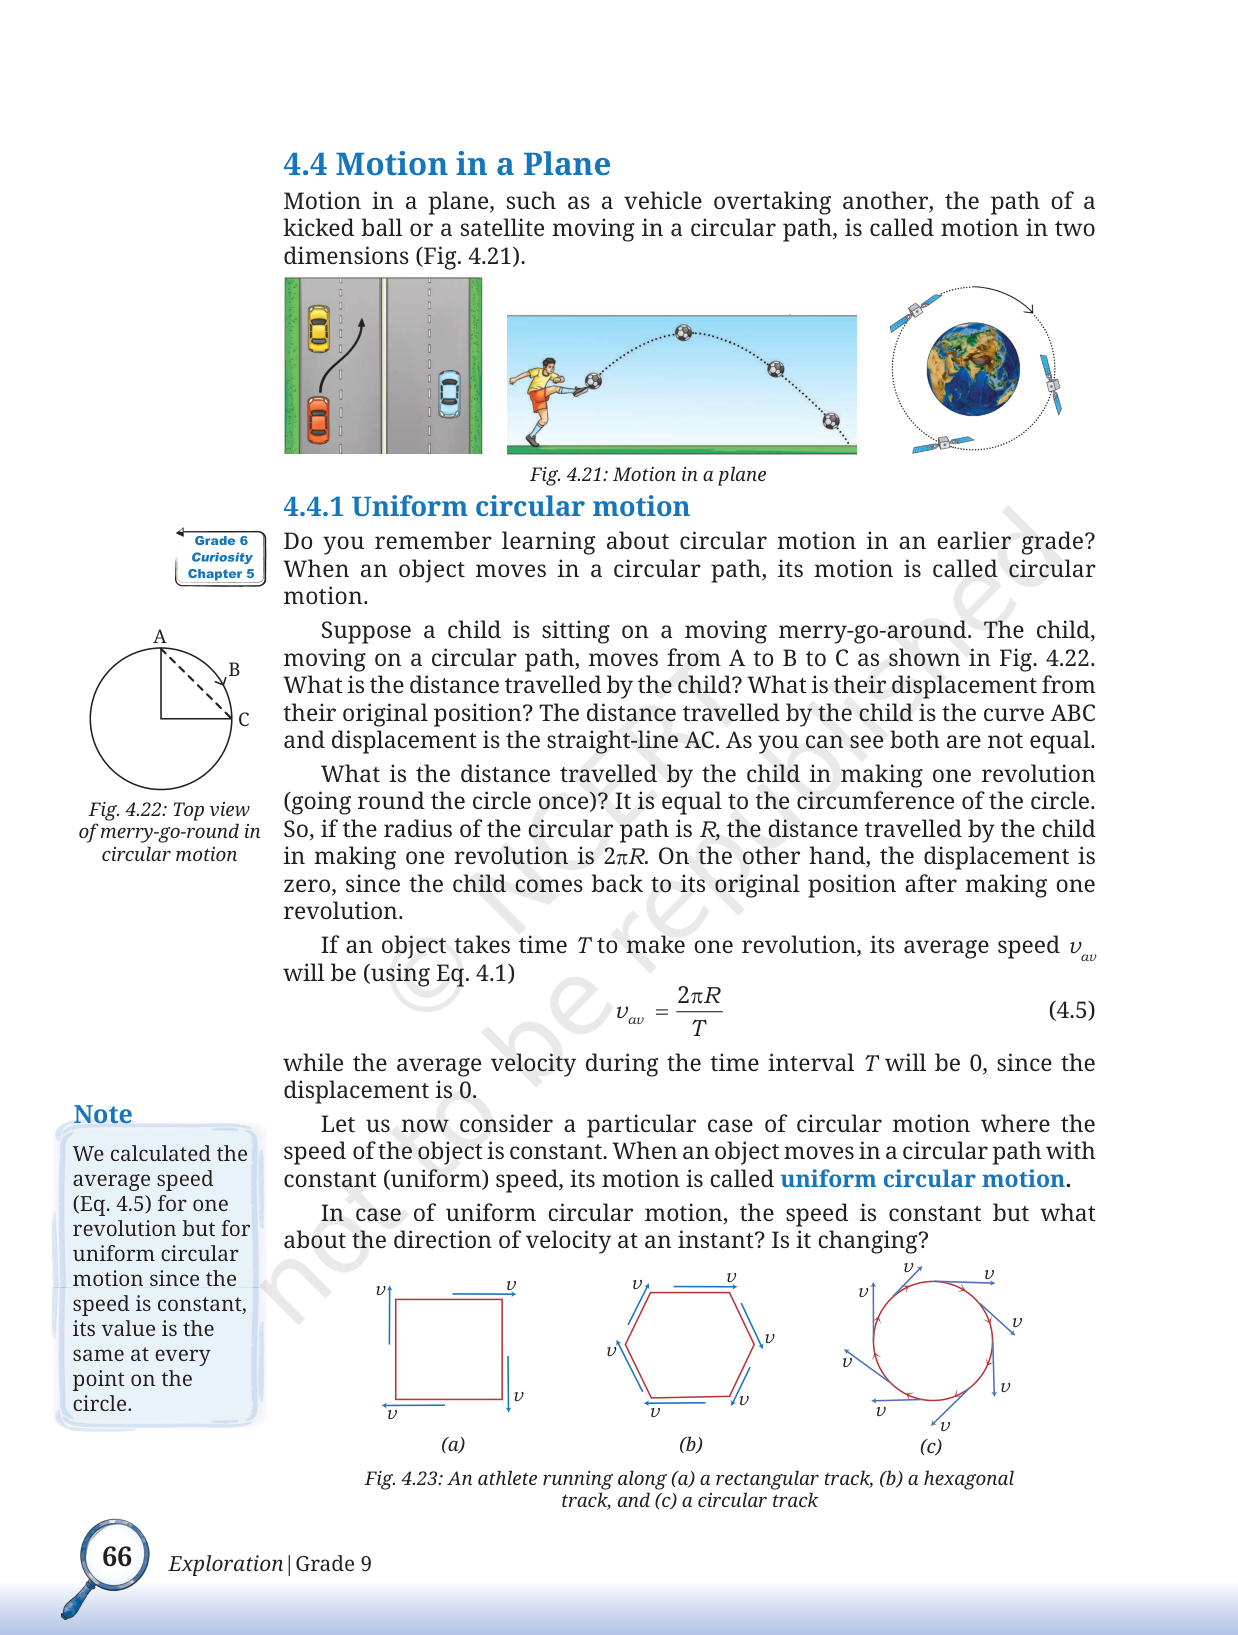 4.4 Motion in a Plane
Motion in a plane, such as a vehicle overtaking another, the path of a
kicked ball or a satellite moving in a circular path, is called motion in two
dimensions (Fig. 4.21).
Fig. 4.21: Motion in a plane
4.4.1 Uniform circular motion
Grade 6
Curiosity
Chapter 5
Do you remember learning about circular motion in an earlier grade?
When an object moves in a circular path, its motion is called circular
motion.
Suppose a child is sitting on a moving merry-go-around. The child,
moving on a circular path, moves from A to B to C as shown in Fig. 4.22.
What is the distance travelled by the child? What is their displacement from
their original position? The distance travelled by the child is the curve ABC
and displacement is the straight-line AC. As you can see both are not equal.
A
B
C
Fig. 4.22: Top view
of merry-go-round in
circular motion
What is the distance travelled by the child in making one revolution
(going round the circle once)? It is equal to the circumference of the circle.
So, if the radius of the circular path is R, the distance travelled by the child
in making one revolution is 2πR. On the other hand, the displacement is
zero, since the child comes back to its original position after making one
revolution.
If an object takes time T to make one revolution, its average speed υav
will be (using Eq. 4.1)
υav = 2πR / T (4.5)
while the average velocity during the time interval T will be 0, since the
displacement is 0.
Let us now consider a particular case of circular motion where the
speed of the object is constant. When an object moves in a circular path with
constant (uniform) speed, its motion is called uniform circular motion.
In case of uniform circular motion, the speed is constant but what
about the direction of velocity at an instant? Is it changing?
Note
We calculated the
average speed
(Eq. 4.5) for one
revolution but for
uniform circular
motion since the
speed is constant,
its value is the
same at every
point on the
circle.
υ υ υ υ
(a)
υ υ υ υ υ υ
(b)
υ υ υ υ υ υ υ υ
(c)
Fig. 4.23: An athlete running along (a) a rectangular track, (b) a hexagonal
track, and (c) a circular track
66
Exploration|Grade 9
© NCERT
not to be republished